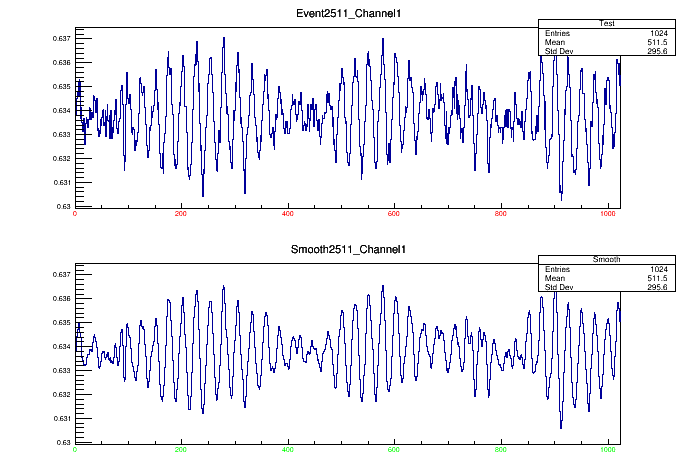 Event2511_Channel1
Test
Entries 1024
Mean 511.5
Std Dev 295.6
0.637
0.636
0.635
0.634
0.633
0.632
0.631
0.63
0 200 400 600 800 1000
Smooth2511_Channel1
Smooth
Entries 1024
Mean 511.5
Std Dev 295.6
0.637
0.636
0.635
0.634
0.633
0.632
0.631
0.63
0 200 400 600 800 1000